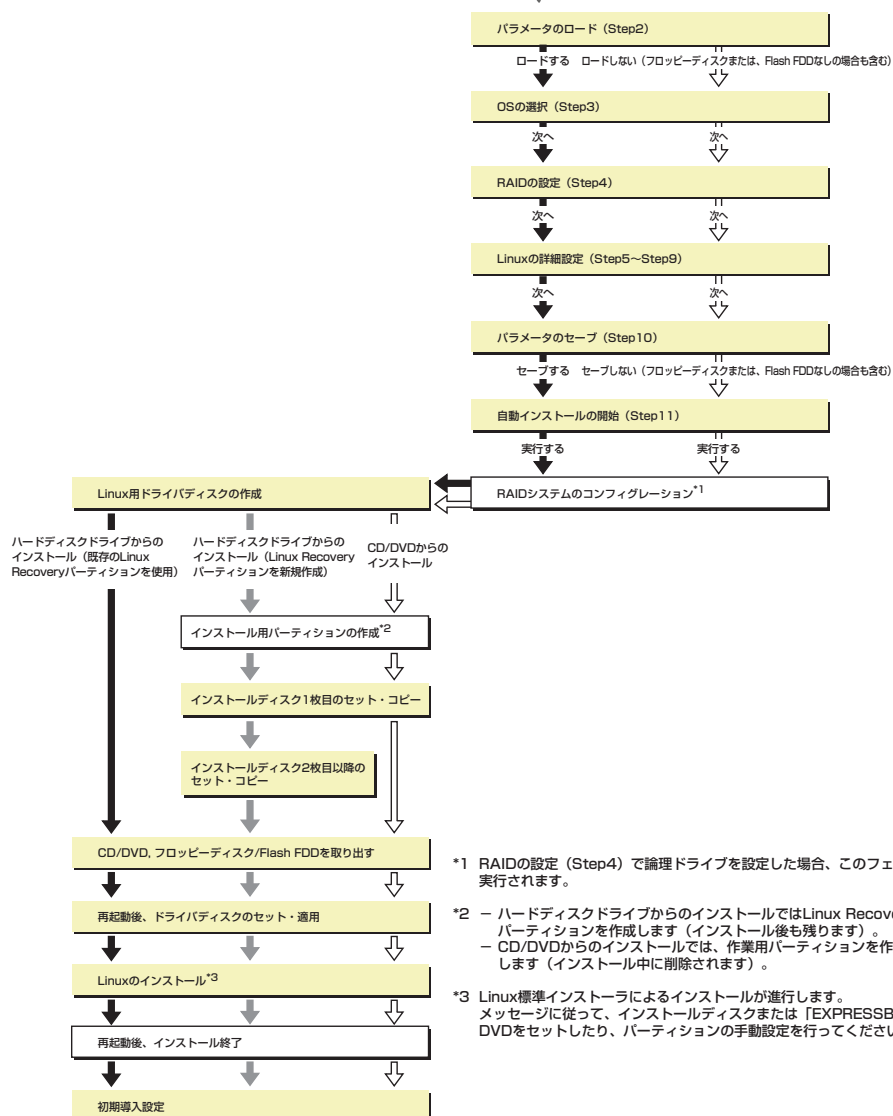 パラメータのロード（Step2）
ロードする　ロードしない（フロッピーディスクまたは、Flash FDDなしの場合も含む）
OSの選択（Step3）
次へ　次へ
RAIDの設定（Step4）
次へ　次へ
Linuxの詳細設定（Step5～Step9）
次へ　次へ
パラメータのセーブ（Step10）
セーブする　セーブしない（フロッピーディスクまたは、Flash FDDなしの場合も含む）
自動インストールの開始（Step11）
実行する　実行する
RAIDシステムのコンフィグレーション*1
Linux用ドライバディスクの作成
ハードディスクドライブからの
インストール（既存のLinux
Recoveryパーティションを使用）
ハードディスクドライブからの
インストール（Linux Recovery
パーティションを新規作成）
CD/DVDからの
インストール
インストール用パーティションの作成*2
インストールディスク1枚目のセット・コピー
インストールディスク2枚目以降の
セット・コピー
CD/DVD, フロッピーディスク/Flash FDDを取り出す
再起動後、ドライバディスクのセット・適用
Linuxのインストール*3
再起動後、インストール終了
初期導入設定
*1 RAIDの設定（Step4）で論理ドライブを設定した場合、このフェ
実行されます。
*2 － ハードディスクドライブからのインストールではLinux Recove
パーティションを作成します（インストール後も残ります）。
－ CD/DVDからのインストールでは、作業用パーティションを作
します（インストール中に削除されます）。
*3 Linux標準インストーラによるインストールが進行します。
メッセージに従って、インストールディスクまたは「EXPRESSB
DVDをセットしたり、パーティションの手動設定を行ってくださ